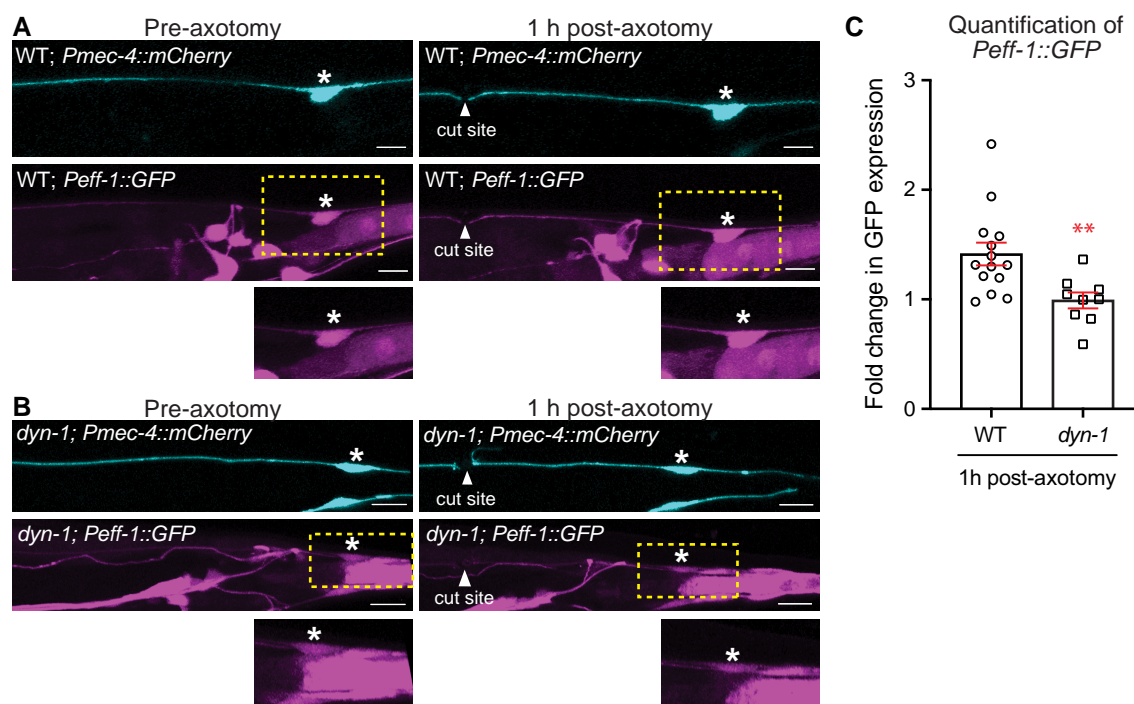 A
Pre-axotomy
1 h post-axotomy
WT; Pmec-4::mCherry
*
WT; Pmec-4::mCherry
*
cut site
WT; Peff-1::GFP
*
WT; Peff-1::GFP
*
cut site
*
*
B
Pre-axotomy
1 h post-axotomy
dyn-1; Pmec-4::mCherry
*
dyn-1; Pmec-4::mCherry
*
cut site
dyn-1; Peff-1::GFP
*
dyn-1; Peff-1::GFP
*
cut site
*
*
C
Quantification of
Peff-1::GFP
Fold change in GFP expression
3
2
1
0
**
WT
dyn-1
1h post-axotomy